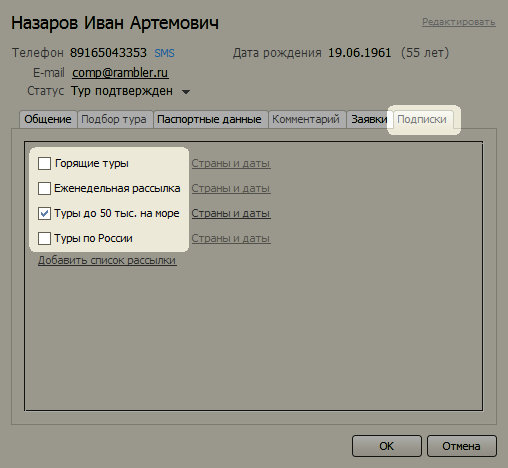 Назаров Иван Артемович Редактировать
Телефон 89165043353 SMS Дата рождения 19.06.1961 (55 лет)
E-mail comp@rambler.ru
Статус Тур подтвержден
Общение Подбор тура Паспортные данные Комментарий Заявки Подписки
Горящие туры Страны и даты
Еженедельная рассылка Страны и даты
Туры до 50 тыс. на море Страны и даты
Туры по России Страны и даты
Добавить список рассылки
OK Отмена